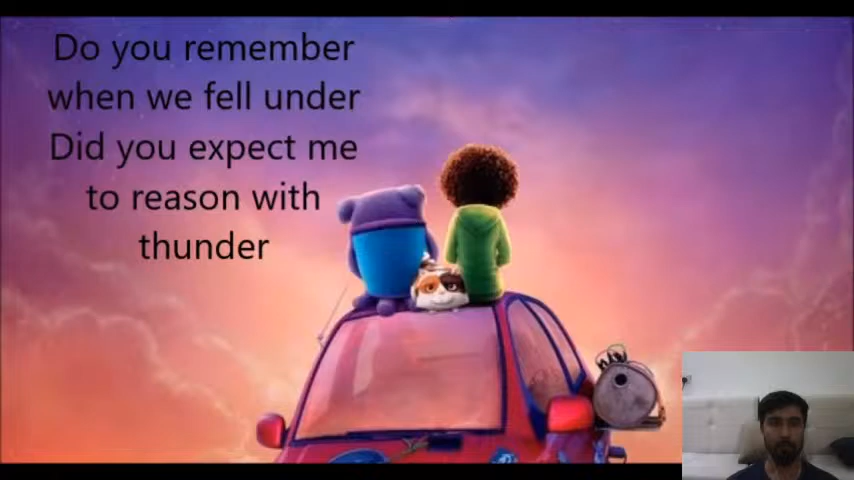 Do you remember
when we fell under
Did you expect me
to reason with
thunder